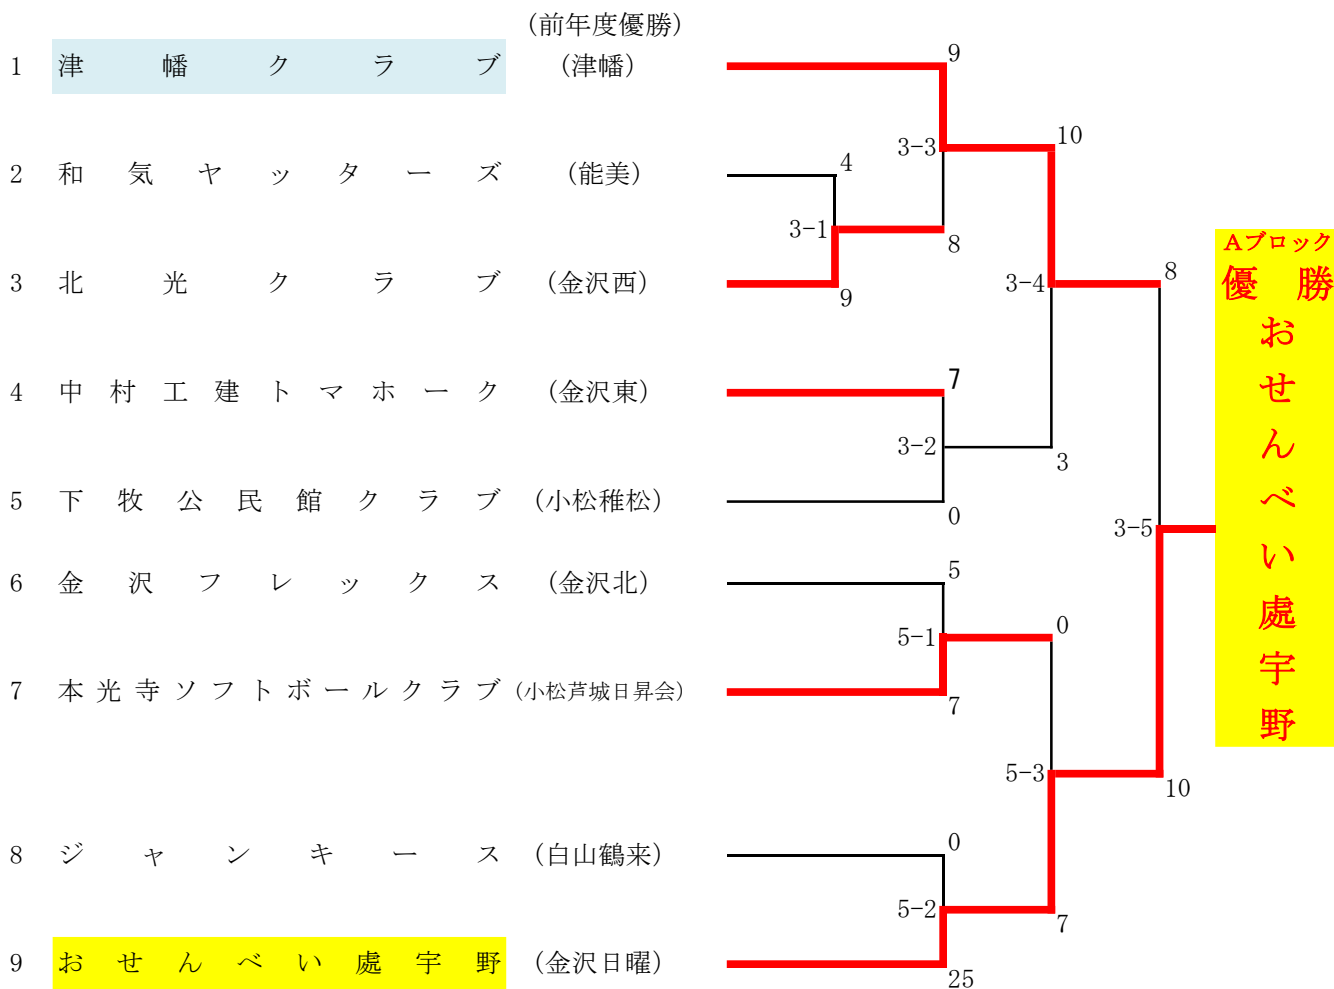 (前年度優勝)
1 津幡クラブ (津幡)
2 和気ヤッターズ (能美)
3 北光クラブ (金沢西)
4 中村工建トマホーク (金沢東)
5 下牧公民館クラブ (小松稚松)
6 金沢フレックス (金沢北)
7 本光寺ソフトボールクラブ (小松芦城日昇会)
8 ジャンキース (白山鶴来)
9 おせんべい處宇野 (金沢日曜)
9
3-3
10
4
3-1
8
9
3-4
8
7
3-2
3
0
3-5
5
5-1
0
7
5-3
10
0
5-2
7
25
Aブロック
優勝
おせんべい處宇野